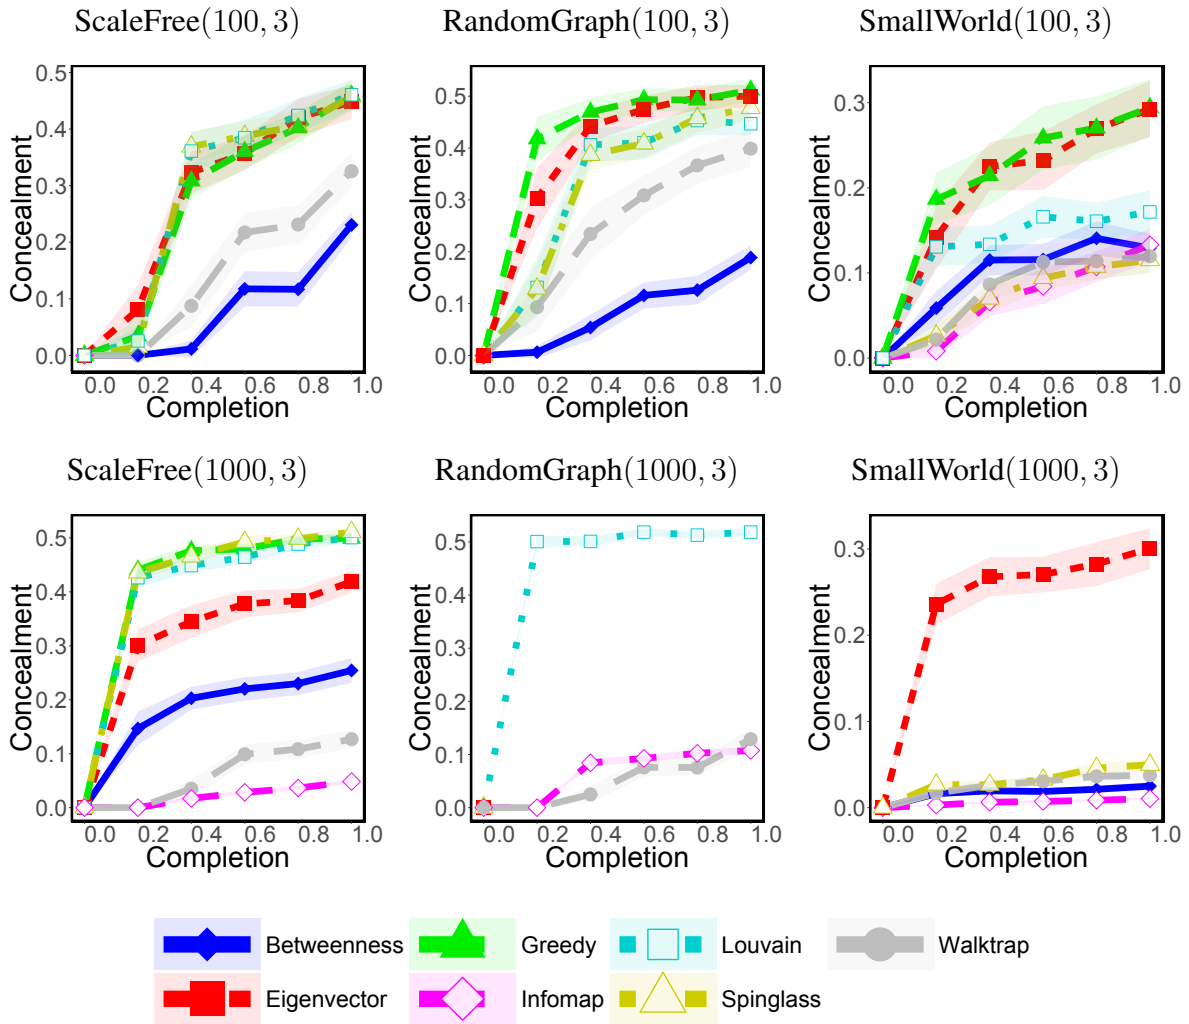 ScaleFree(100, 3)
RandomGraph(100, 3)
SmallWorld(100, 3)
Concealment
0.5
0.4
0.3
0.2
0.1
0.0
0.0 0.2 0.4 0.6 0.8 1.0
Completion
Concealment
0.5
0.4
0.3
0.2
0.1
0.0
0.0 0.2 0.4 0.6 0.8 1.0
Completion
Concealment
0.3
0.2
0.1
0.0
0.0 0.2 0.4 0.6 0.8 1.0
Completion
ScaleFree(1000, 3)
RandomGraph(1000, 3)
SmallWorld(1000, 3)
Concealment
0.5
0.4
0.3
0.2
0.1
0.0
0.0 0.2 0.4 0.6 0.8 1.0
Completion
Concealment
0.5
0.4
0.3
0.2
0.1
0.0
0.0 0.2 0.4 0.6 0.8 1.0
Completion
Concealment
0.3
0.2
0.1
0.0
0.0 0.2 0.4 0.6 0.8 1.0
Completion
Betweenness
Greedy
Louvain
Walktrap
Eigenvector
Infomap
Spinglass